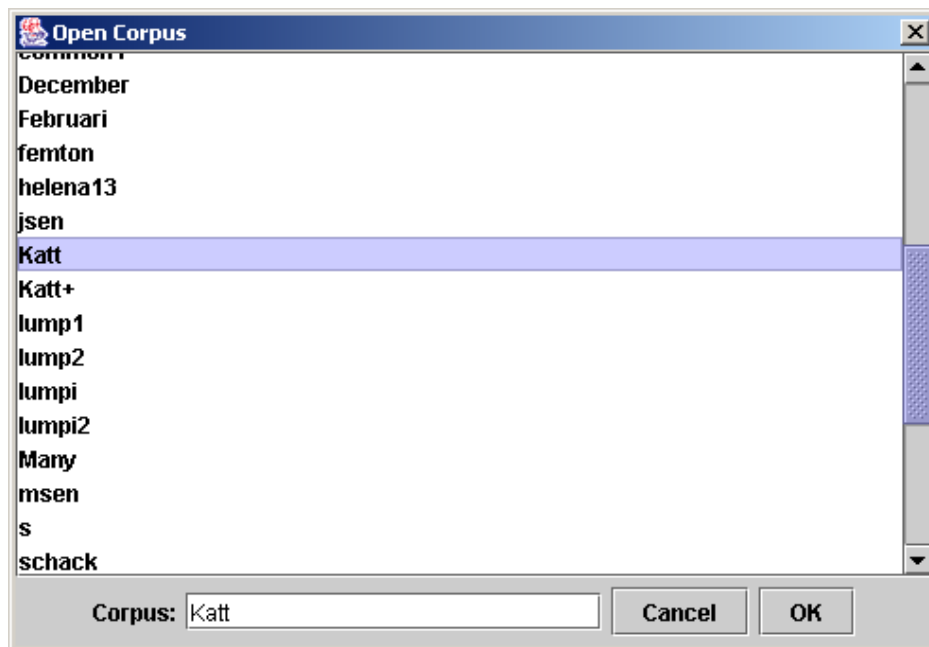 Open Corpus
December
Februari
femton
helena13
jsen
Katt
Katt+
lump1
lump2
lumpi
lumpi2
Many
msen
s
schack
Corpus: Katt Cancel OK